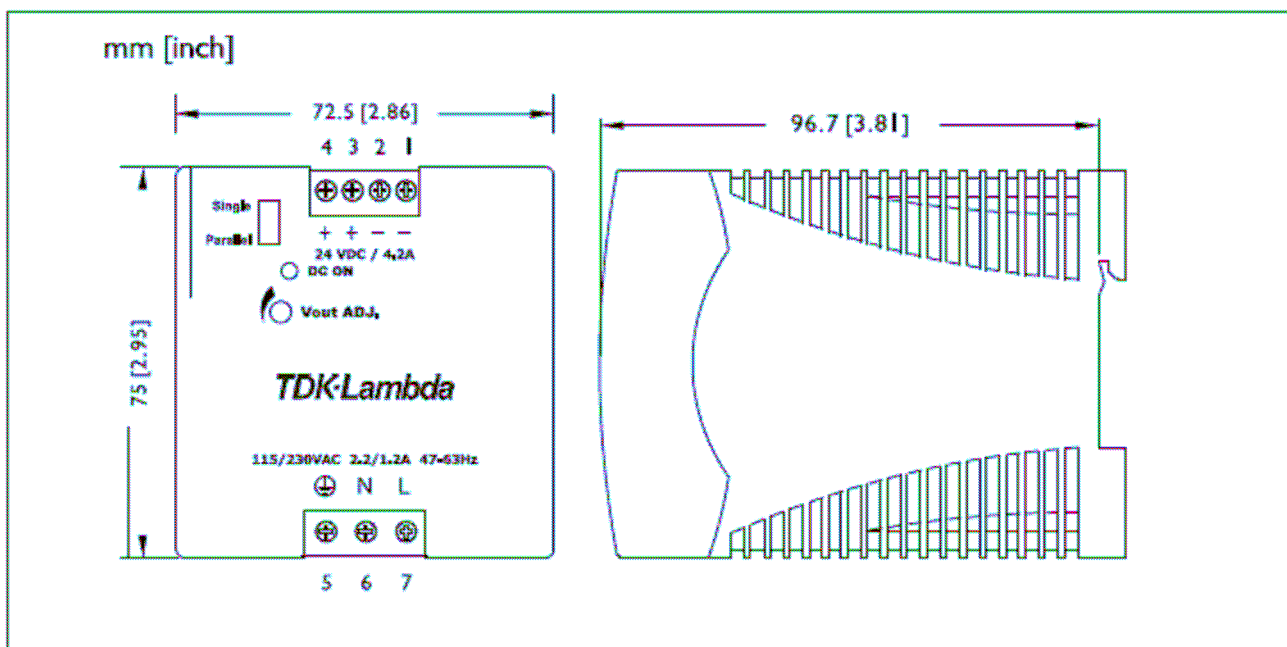 mm [inch]
72.5 [2.86]
96.7 [3.81]
4 3 2 1
Single
Parallel
+ + − −
24 VDC / 4.2A
DC ON
Vout ADJ.
75 [2.95]
TDK-Lambda
115/230VAC 2.2/1.2A 47-63Hz
N L
5 6 7